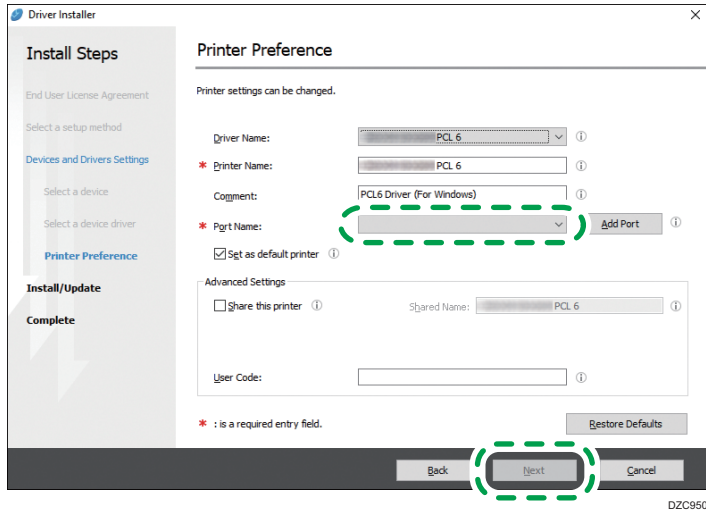 Driver Installer
Install Steps
End User License Agreement
Select a setup method
Devices and Drivers Settings
Select a device
Select a device driver
Printer Preference
Install/Update
Complete
Printer Preference
Printer settings can be changed.
Driver Name: PCL 6
* Printer Name: PCL 6
Comment: PCL6 Driver (For Windows)
* Port Name: Add Port
Set as default printer
Advanced Settings
Share this printer Shared Name: PCL 6
User Code:
* : is a required entry field. Restore Defaults
Back Next Cancel
DZC950